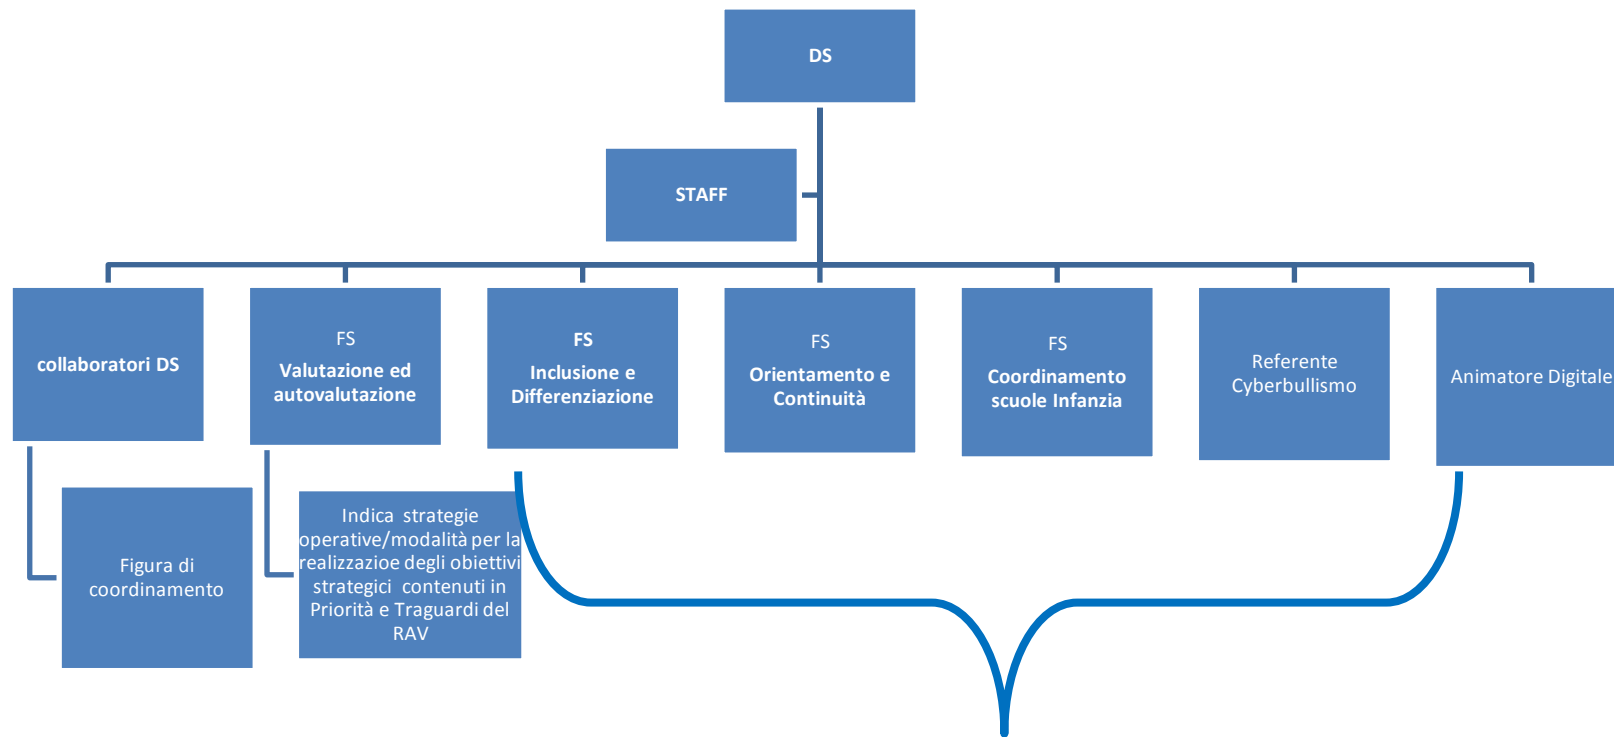 DS
STAFF
collaboratori DS
FS
Valutazione ed
autovalutazione
FS
Inclusione e
Differenziazione
FS
Orientamento e
Continuità
FS
Coordinamento
scuole Infanzia
Referente
Cyberbullismo
Animatore Digitale
Figura di
coordinamento
Indica strategie
operative/modalità per la
realizzazioe degli obiettivi
strategici contenuti in
Priorità e Traguardi del
RAV